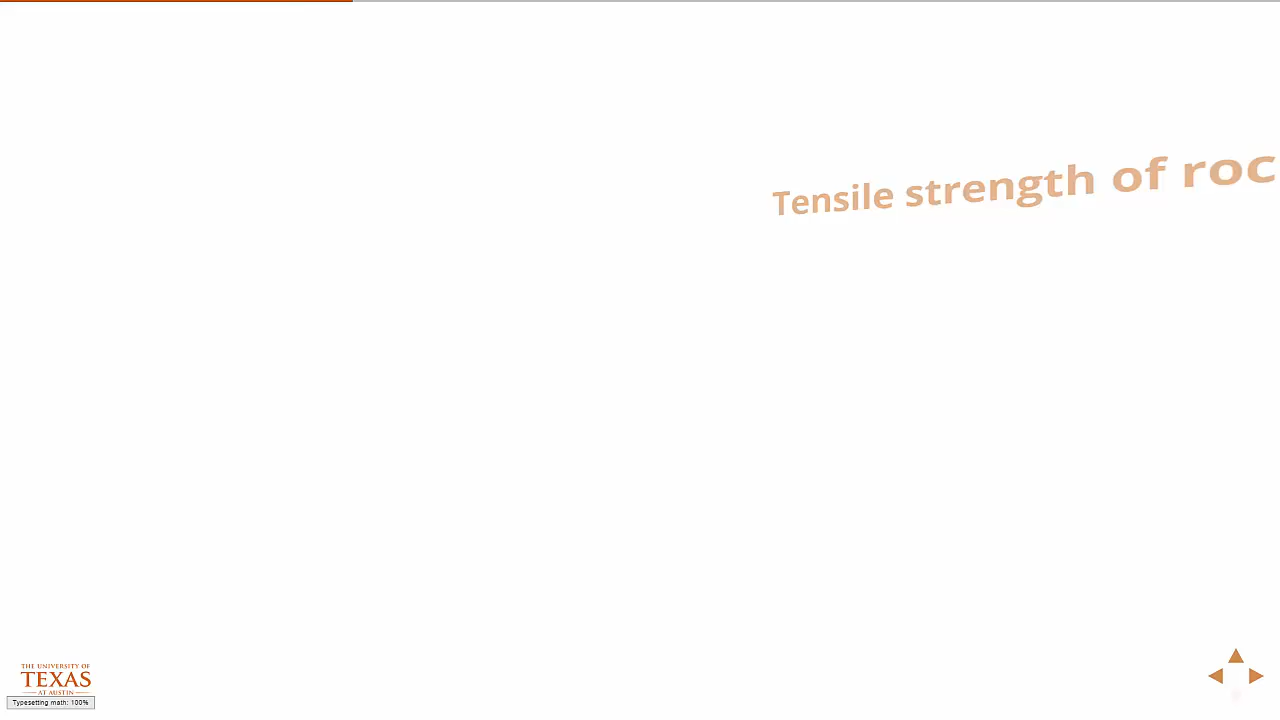 Tensile strength of roc
THE UNIVERSITY OF
TEXAS
AT AUSTIN
Typesetting math: 100%